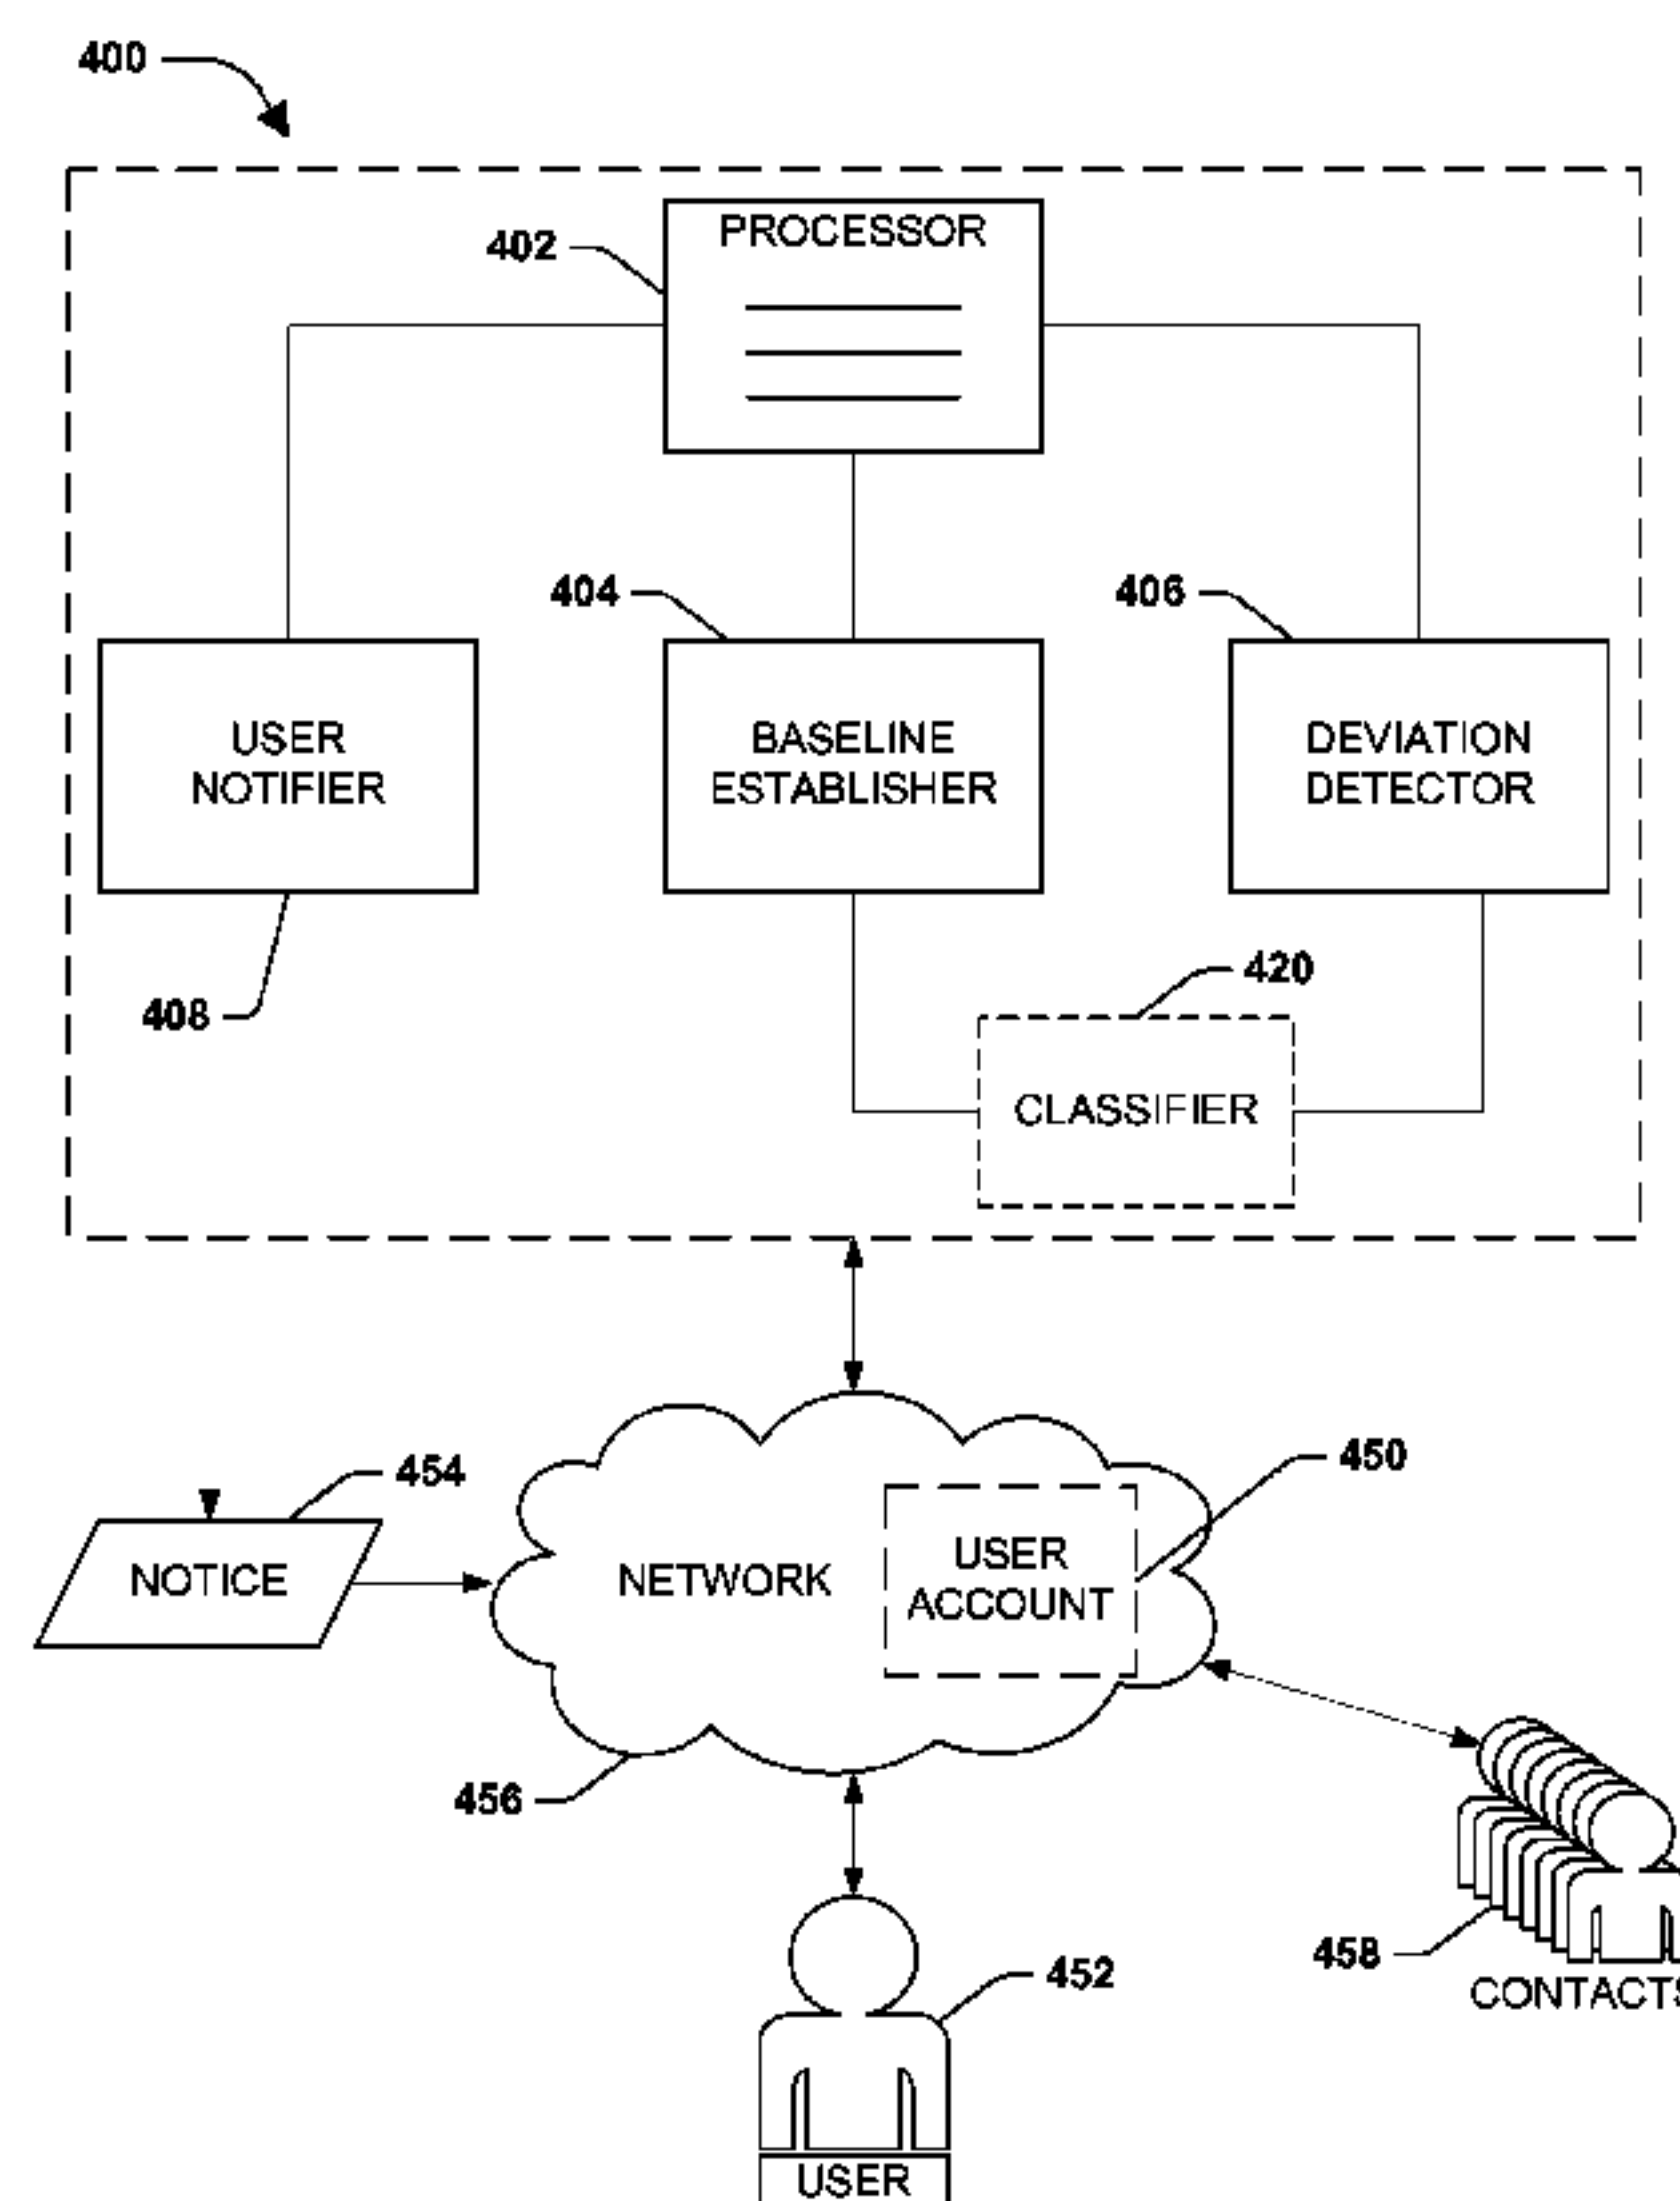 400
PROCESSOR
402
404
406
USER
NOTIFIER
BASELINE
ESTABLISHER
DEVIATION
DETECTOR
408
420
CLASSIFIER
454
450
NOTICE
NETWORK
USER
ACCOUNT
456
458
CONTACTS
452
USER